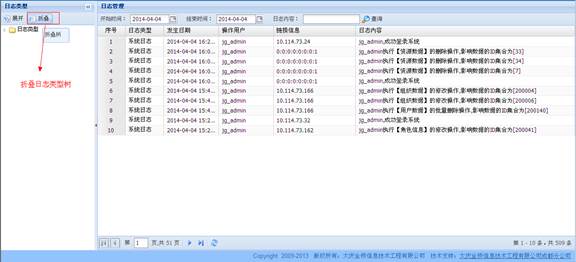 日志类型
展开 折叠
日志类型
折叠树
折叠日志类型树
日志管理
开始时间： 2014-04-04 结束时间： 2014-04-04 日志内容： 查询
序号 日志类型 发生日期 操作用户 链接信息 日志内容
1 系统日志 2014-04-04 16:2... jg_admin 10.114.73.24 jg_admin,成功登录系统
2 系统日志 2014-04-04 16:0... jg_admin 0:0:0:0:0:0:0:1 jg_admin执行【货源数据】的删除操作,影响数据的ID集合为[33]
3 系统日志 2014-04-04 16:0... jg_admin 0:0:0:0:0:0:0:1 jg_admin执行【货源数据】的删除操作,影响数据的ID集合为[34]
4 系统日志 2014-04-04 16:0... jg_admin 0:0:0:0:0:0:0:1 jg_admin执行【货源数据】的删除操作,影响数据的ID集合为[7]
5 系统日志 2014-04-04 16:0... jg_admin 0:0:0:0:0:0:0:1 jg_admin,成功登录系统
6 系统日志 2014-04-04 15:4... jg_admin 10.114.73.166 jg_admin执行【组织数据】的修改操作,影响数据的ID集合为[200004]
7 系统日志 2014-04-04 15:4... jg_admin 10.114.73.166 jg_admin执行【组织数据】的修改操作,影响数据的ID集合为[200006]
8 系统日志 2014-04-04 15:4... jg_admin 10.114.73.166 jg_admin执行【用户数据】的批量删除操作,影响数据的ID集合为[200140]
9 系统日志 2014-04-04 15:2... jg_admin 10.114.73.32 jg_admin,成功登录系统
10 系统日志 2014-04-04 15:2... jg_admin 10.114.73.162 jg_admin执行【角色信息】的修改操作,影响数据的ID集合为[200041]
第 1 页,共 51 页 第 1 - 10 条，共 509 条
Copyright 2009-2013 版权所有：大庆金桥信息技术工程有限公司 技术支持：大庆金桥信息技术工程有限公司成都分公司